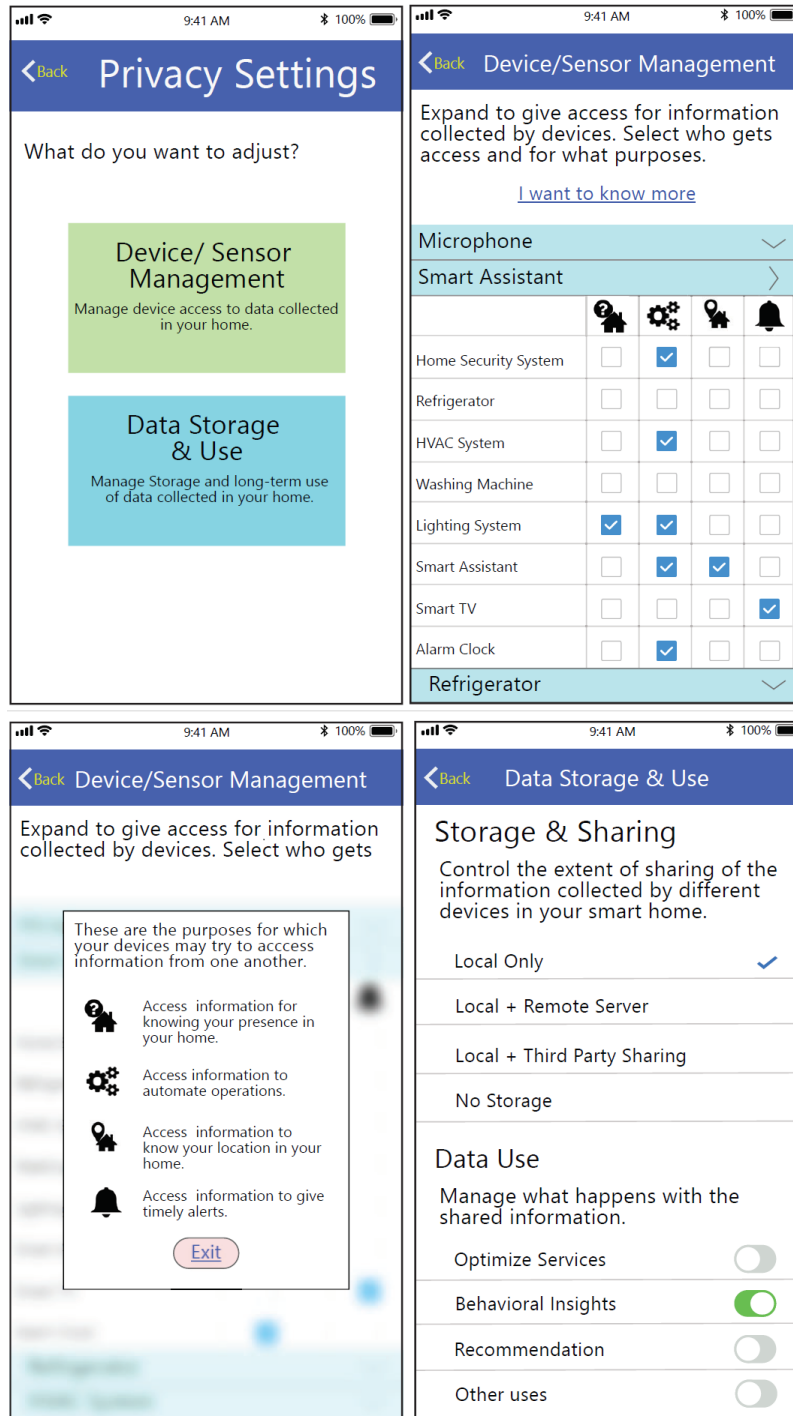 9:41 AM
100%
Back
Privacy Settings
What do you want to adjust?
Device/ Sensor
Management
Manage device access to data collected
in your home.
Data Storage
& Use
Manage Storage and long-term use
of data collected in your home.
9:41 AM
100%
Back
Device/Sensor Management
Expand to give access for information
collected by devices. Select who gets
access and for what purposes.
I want to know more
Microphone
Smart Assistant
Home Security System
Refrigerator
HVAC System
Washing Machine
Lighting System
Smart Assistant
Smart TV
Alarm Clock
Refrigerator
9:41 AM
100%
Back
Device/Sensor Management
Expand to give access for information
collected by devices. Select who gets
These are the purposes for which
your devices may try to acccess
information from one another.
Access information for
knowing your presence in
your home.
Access information to
automate operations.
Access information to
know your location in your
home.
Access information to give
timely alerts.
Exit
9:41 AM
100%
Back
Data Storage & Use
Storage & Sharing
Control the extent of sharing of the
information collected by different
devices in your smart home.
Local Only
Local + Remote Server
Local + Third Party Sharing
No Storage
Data Use
Manage what happens with the
shared information.
Optimize Services
Behavioral Insights
Recommendation
Other uses